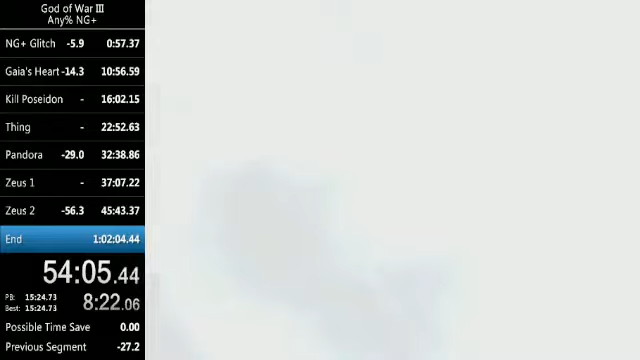 God of War III
Any% NG+
NG+ Glitch -5.9 0:57.37
Gaia's Heart -14.3 10:56.59
Kill Poseidon - 16:02.15
Thing - 22:52.63
Pandora -29.0 32:38.86
Zeus 1 - 37:07.22
Zeus 2 -56.3 45:43.37
End 1:02:04.44
54:05.44
PB: 15:24.73
Best: 15:24.73
8:22.06
Possible Time Save 0.00
Previous Segment -27.2